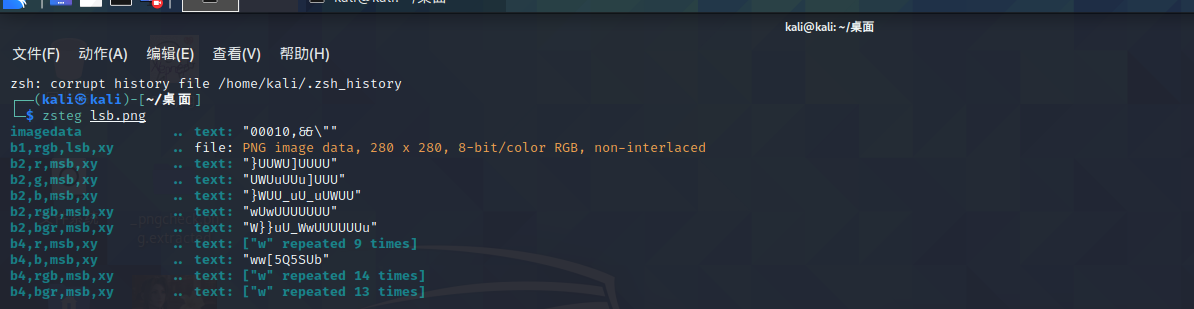 kali@kali: ~/桌面
kali@kali: ~/桌面
文件(F) 动作(A) 编辑(E) 查看(V) 帮助(H)
zsh: corrupt history file /home/kali/.zsh_history
┌──(kali㉿kali)-[~/桌面]
└─$ zsteg lsb.png
imagedata .. text: "00010,&&\""
b1,rgb,lsb,xy .. file: PNG image data, 280 x 280, 8-bit/color RGB, non-interlaced
b2,r,msb,xy .. text: "}UUWU]UUUU"
b2,g,msb,xy .. text: "UWUuUUu]UUU"
b2,b,msb,xy .. text: "}WUU_uU_uUWUU"
b2,rgb,msb,xy .. text: "wUwUUUUUUU"
b2,bgr,msb,xy .. text: "W}}uU_WwUUUUUUu"
b4,r,msb,xy .. text: ["w" repeated 9 times]
b4,b,msb,xy .. text: "ww[5Q5SUb"
b4,rgb,msb,xy .. text: ["w" repeated 14 times]
b4,bgr,msb,xy .. text: ["w" repeated 13 times]